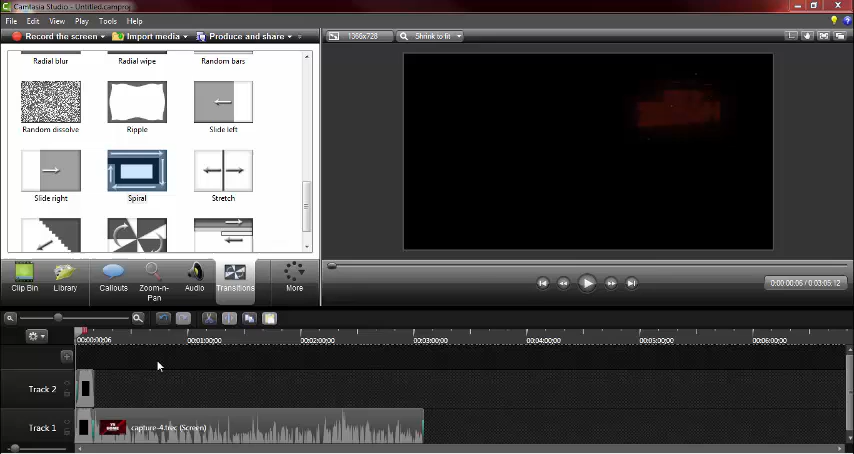 Camtasia Studio - Untitled.camproj
File Edit View Play Tools Help
Record the screen Import media Produce and share »
1366x728 Shrink to fit
Radial blur Radial wipe Random bars
Random dissolve Ripple Slide left
Slide right Spiral Stretch
Clip Bin Library Callouts Zoom-n-Pan Audio Transitions More
0:00:00;06 / 0:03:05;12
00:00:00;06 00:01:00;00 00:02:00;00 00:03:00;00 00:04:00;00 00:05:00;00 00:06:00;00
Track 2
Track 1 capture-4.trec (Screen)